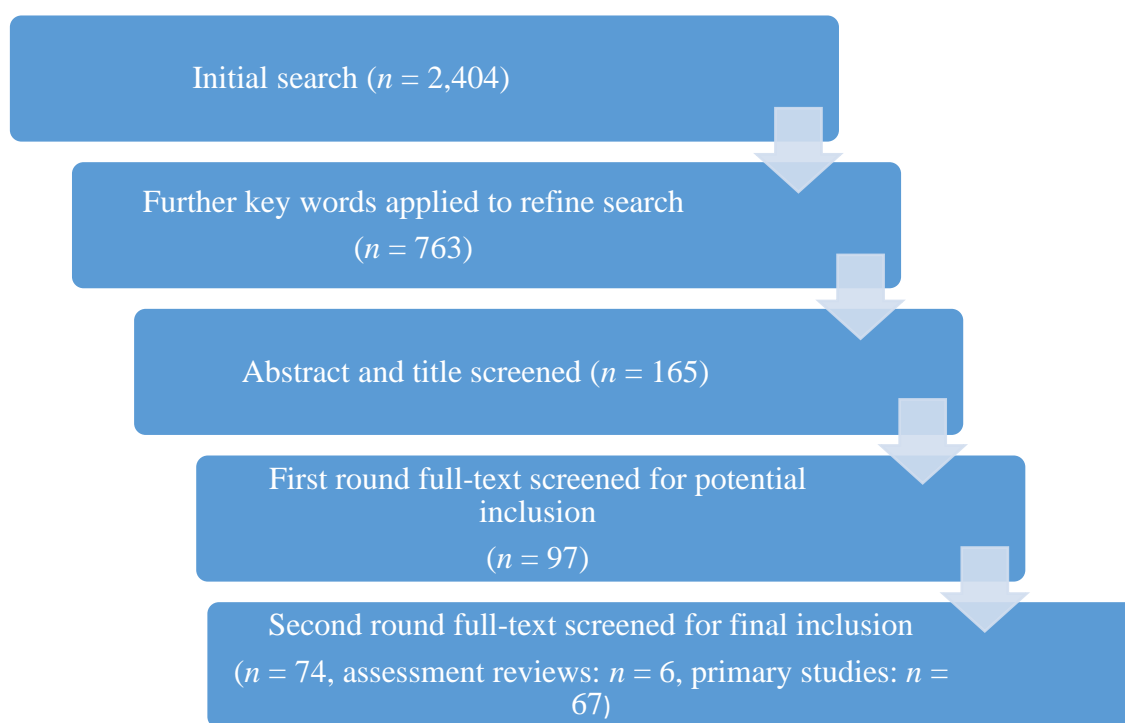 Initial search (n = 2,404)
Further key words applied to refine search
(n = 763)
Abstract and title screened (n = 165)
First round full-text screened for potential
inclusion
(n = 97)
Second round full-text screened for final inclusion
(n = 74, assessment reviews: n = 6, primary studies: n =
67)